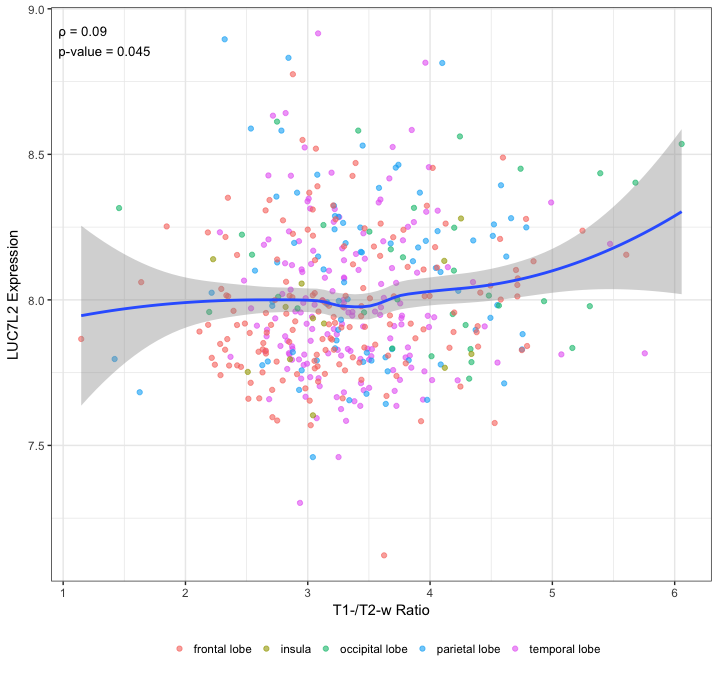 ρ = 0.09
p-value = 0.045
LUC7L2 Expression
9.0
8.5
8.0
7.5
1 2 3 4 5 6
T1-/T2-w Ratio
frontal lobe insula occipital lobe parietal lobe temporal lobe